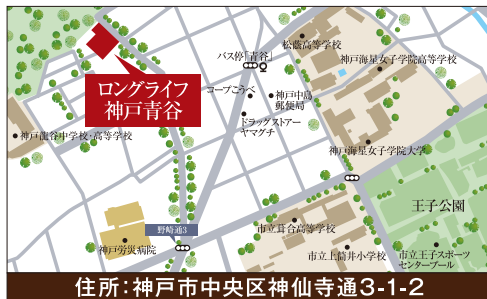 松蔭高等学校
バス停「青谷」
神戸海星女子学院高等学校
ロングライフ
神戸青谷
コープこうべ
神戸中島
郵便局
ドラッグストアー
ヤマグチ
神戸龍谷中学校・高等学校
神戸海星女子学院大学
王子公園
野崎通3
市立葺合高等学校
神戸労災病院
市立上筒井小学校
市立王子スポーツ
センタープール
住所:神戸市中央区神仙寺通3-1-2